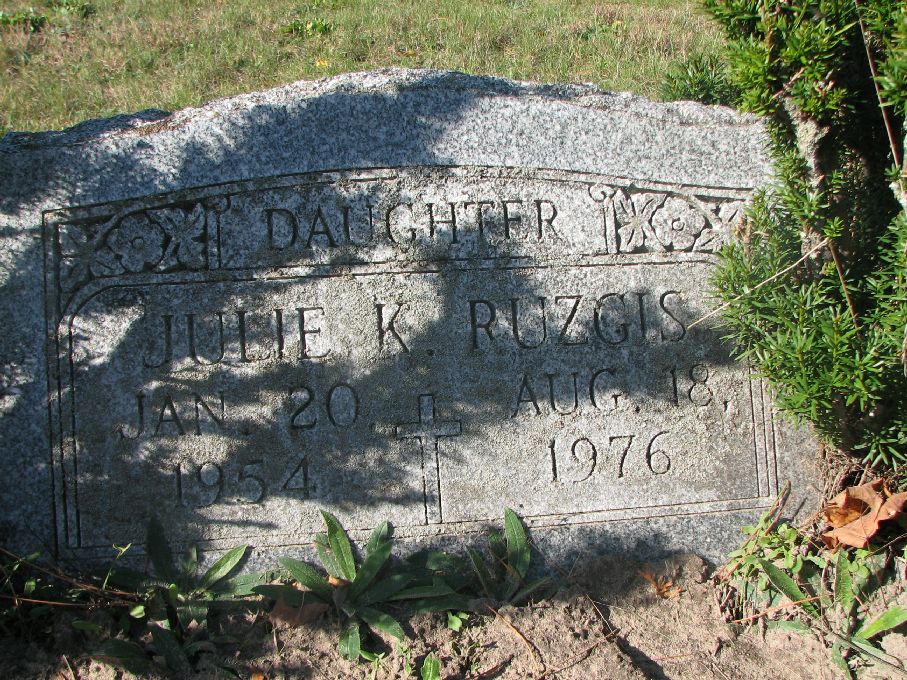 DAUGHTER
JULIE K. RUZGIS
JAN. 20, AUG. 18,
1954 1976